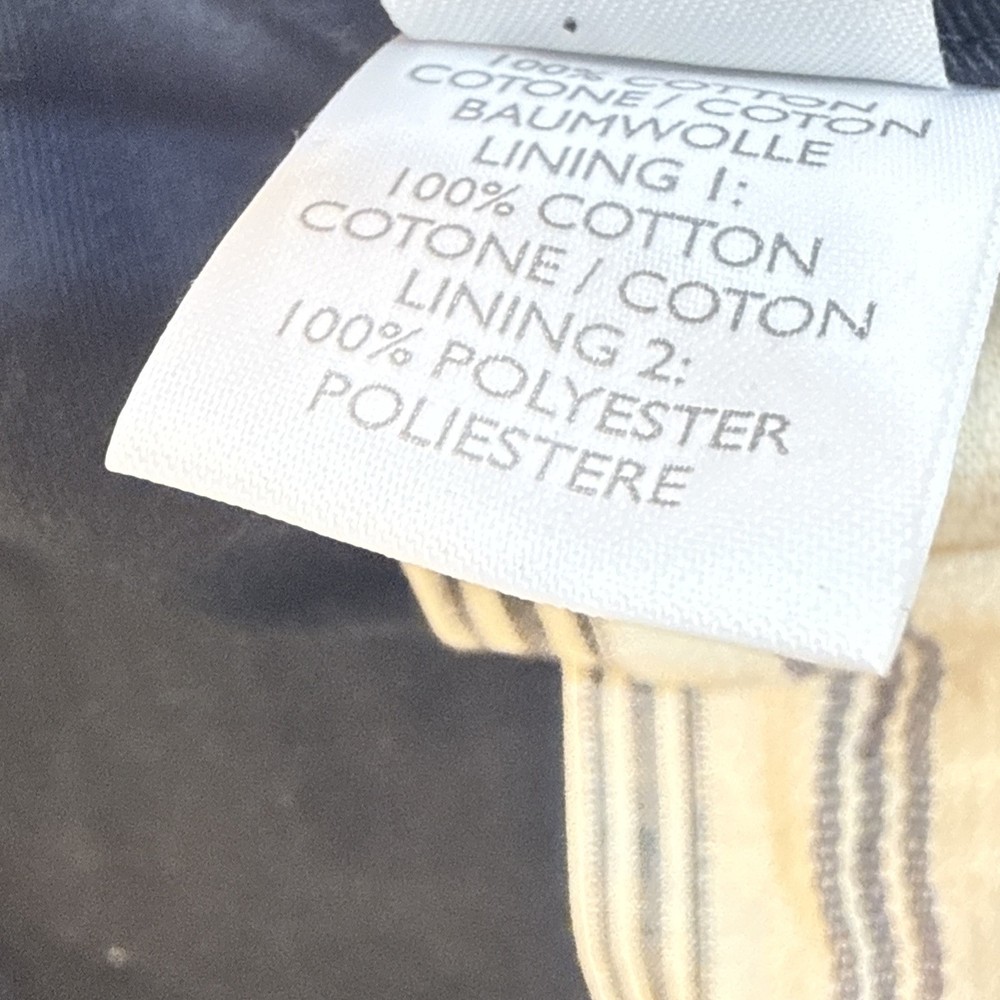 100% COTTON
COTONE / COTON
BAUMWOLLE
LINING 1:
100% COTTON
COTONE / COTON
LINING 2:
100% POLYESTER
POLIESTERE